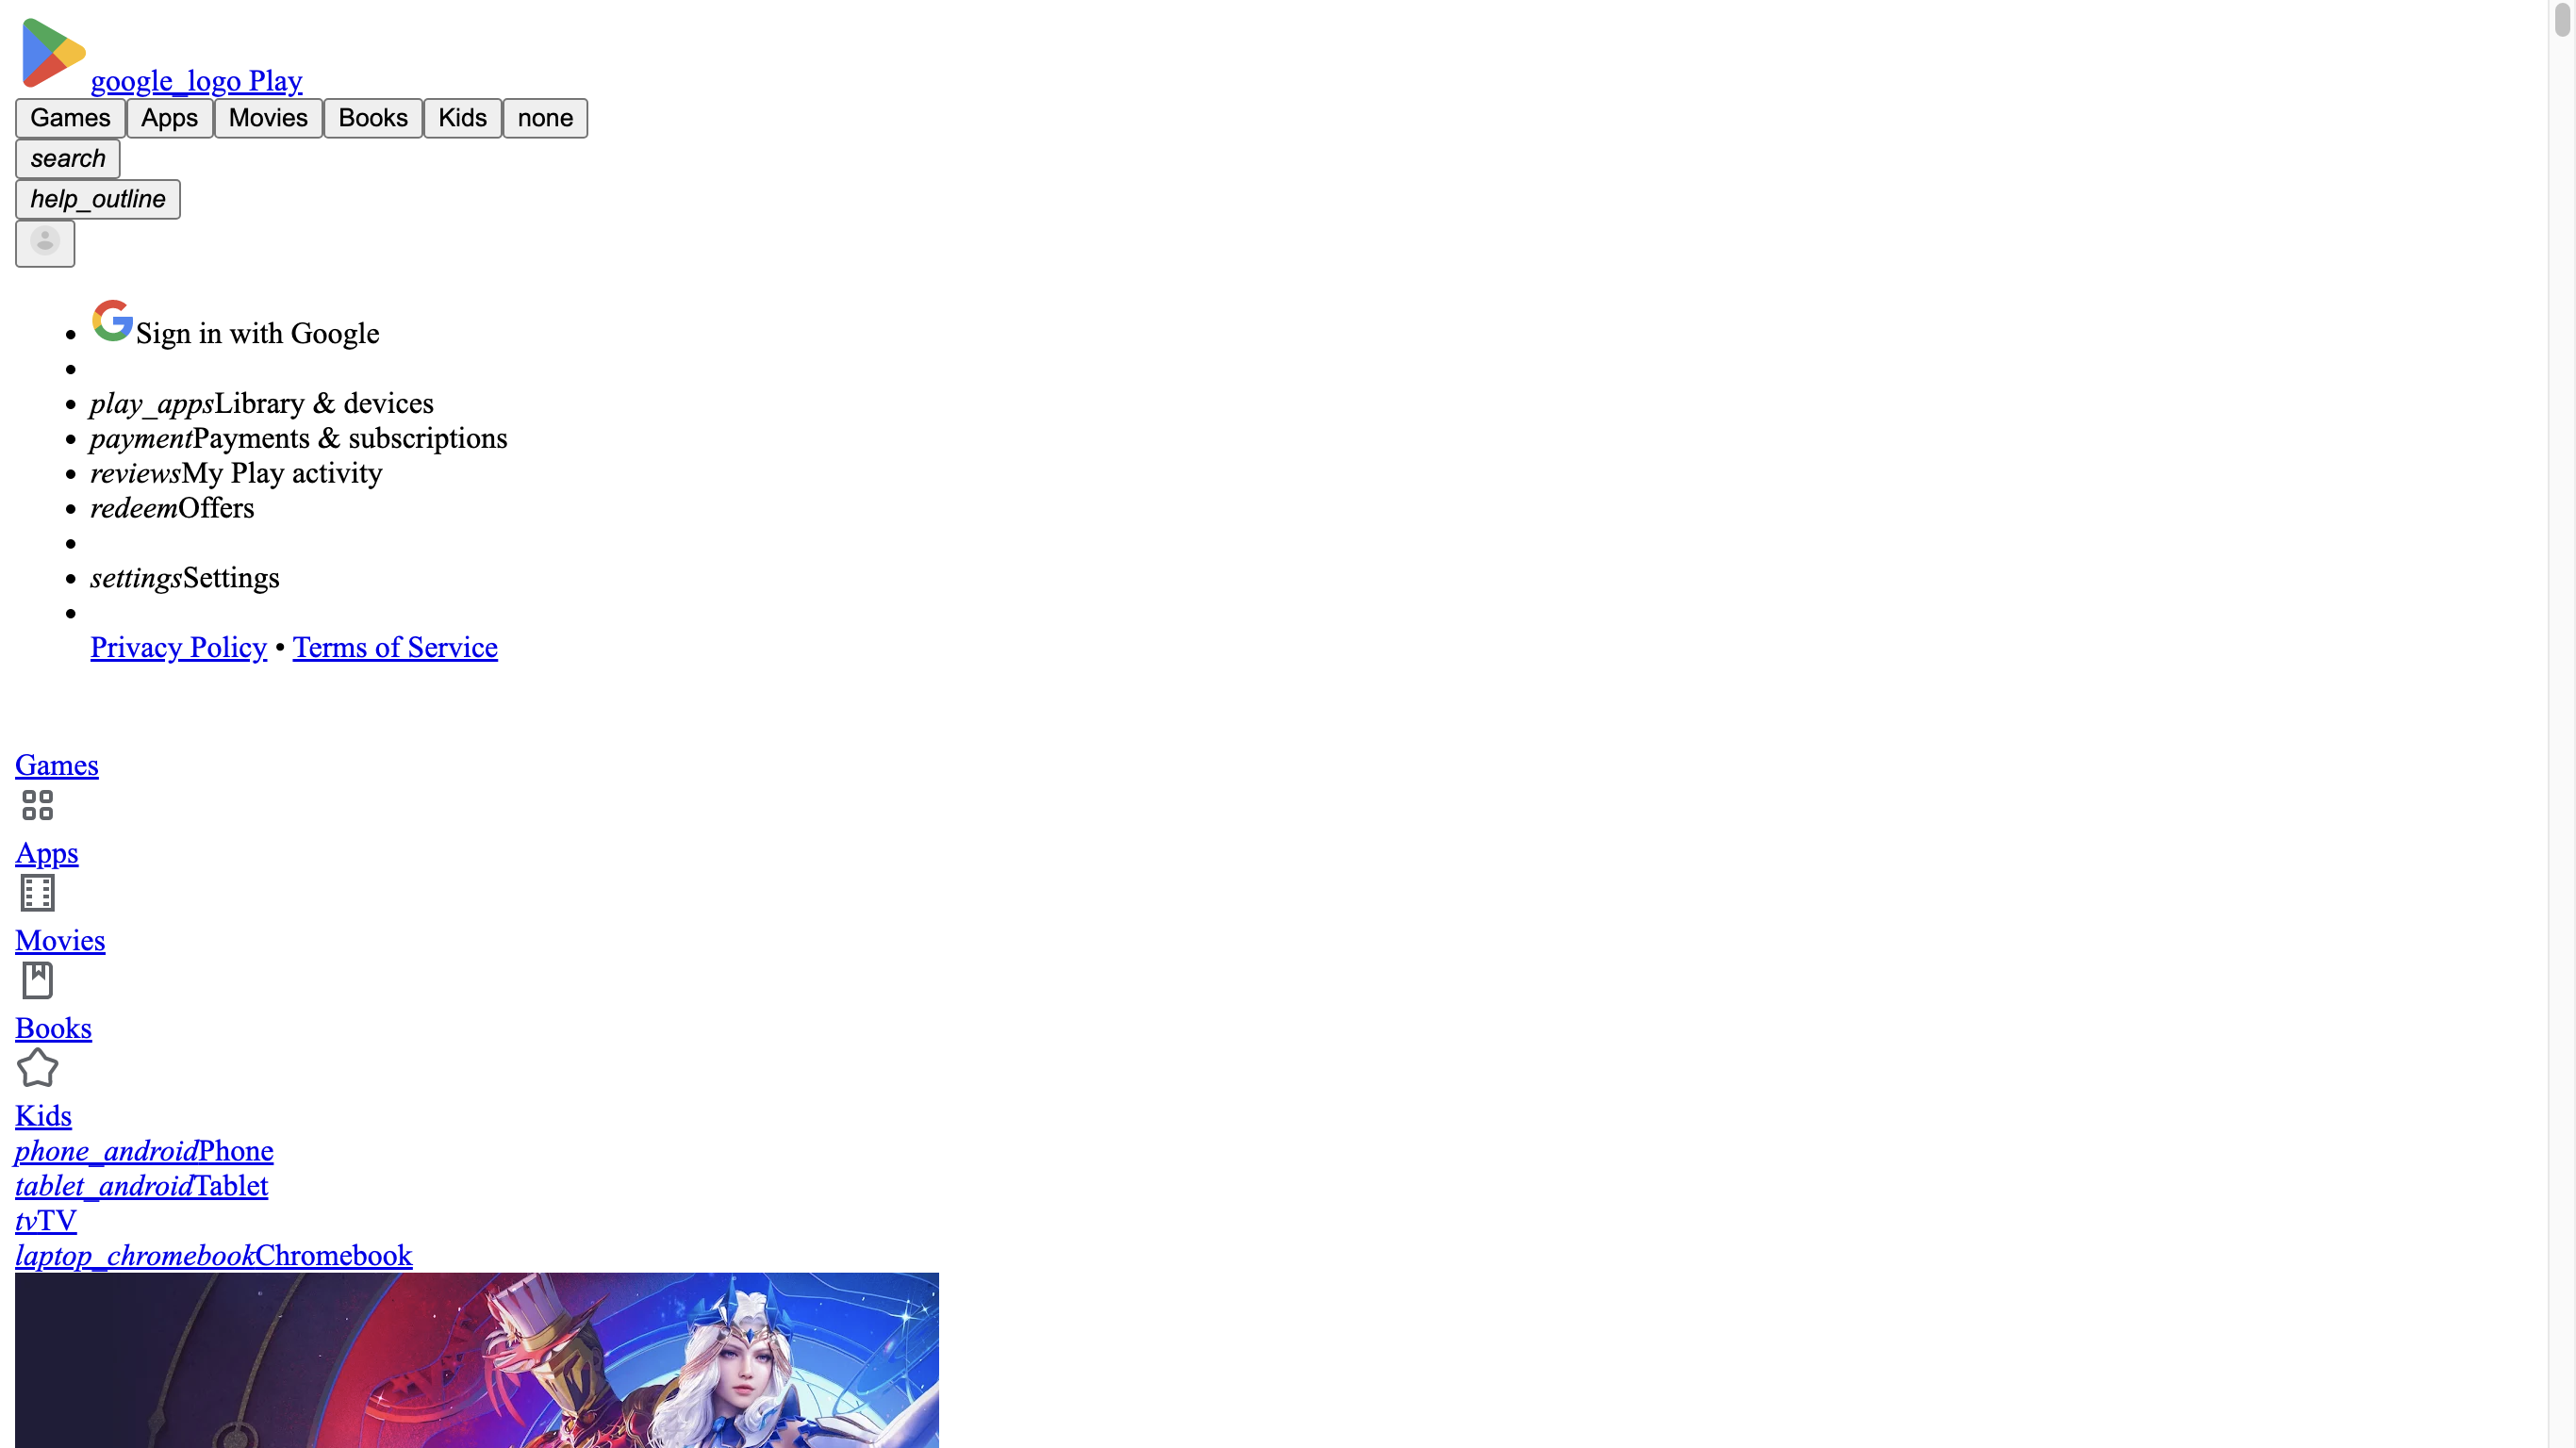 google_logo Play
Games Apps Movies Books Kids none
search
help_outline
Sign in with Google
play_appsLibrary & devices
paymentPayments & subscriptions
reviewsMy Play activity
redeemOffers
settingsSettings
Privacy Policy • Terms of Service
Games
Apps
Movies
Books
Kids
phone_androidPhone
tablet_androidTablet
tvTV
laptop_chromebookChromebook